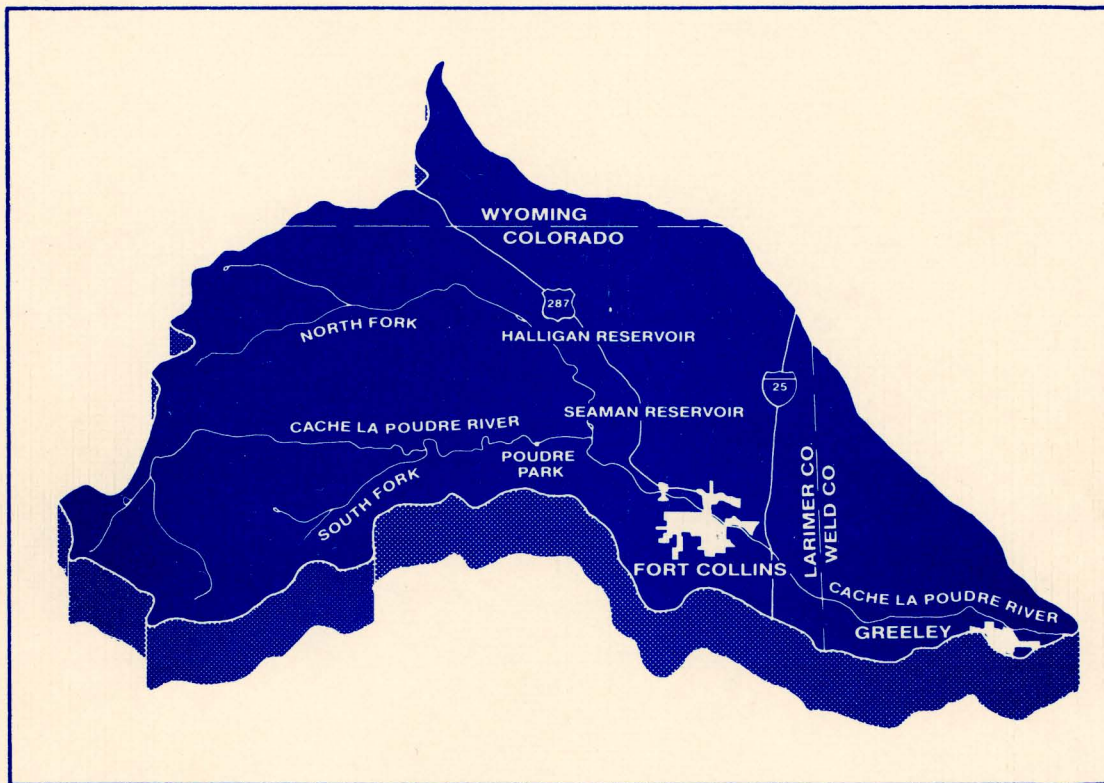 WYOMING
COLORADO
287
NORTH FORK
HALLIGAN RESERVOIR
25
SEAMAN RESERVOIR
CACHE LA POUDRE RIVER
POUDRE
PARK
SOUTH FORK
LARIMER CO
WELD CO
FORT COLLINS
CACHE LA POUDRE RIVER
GREELEY